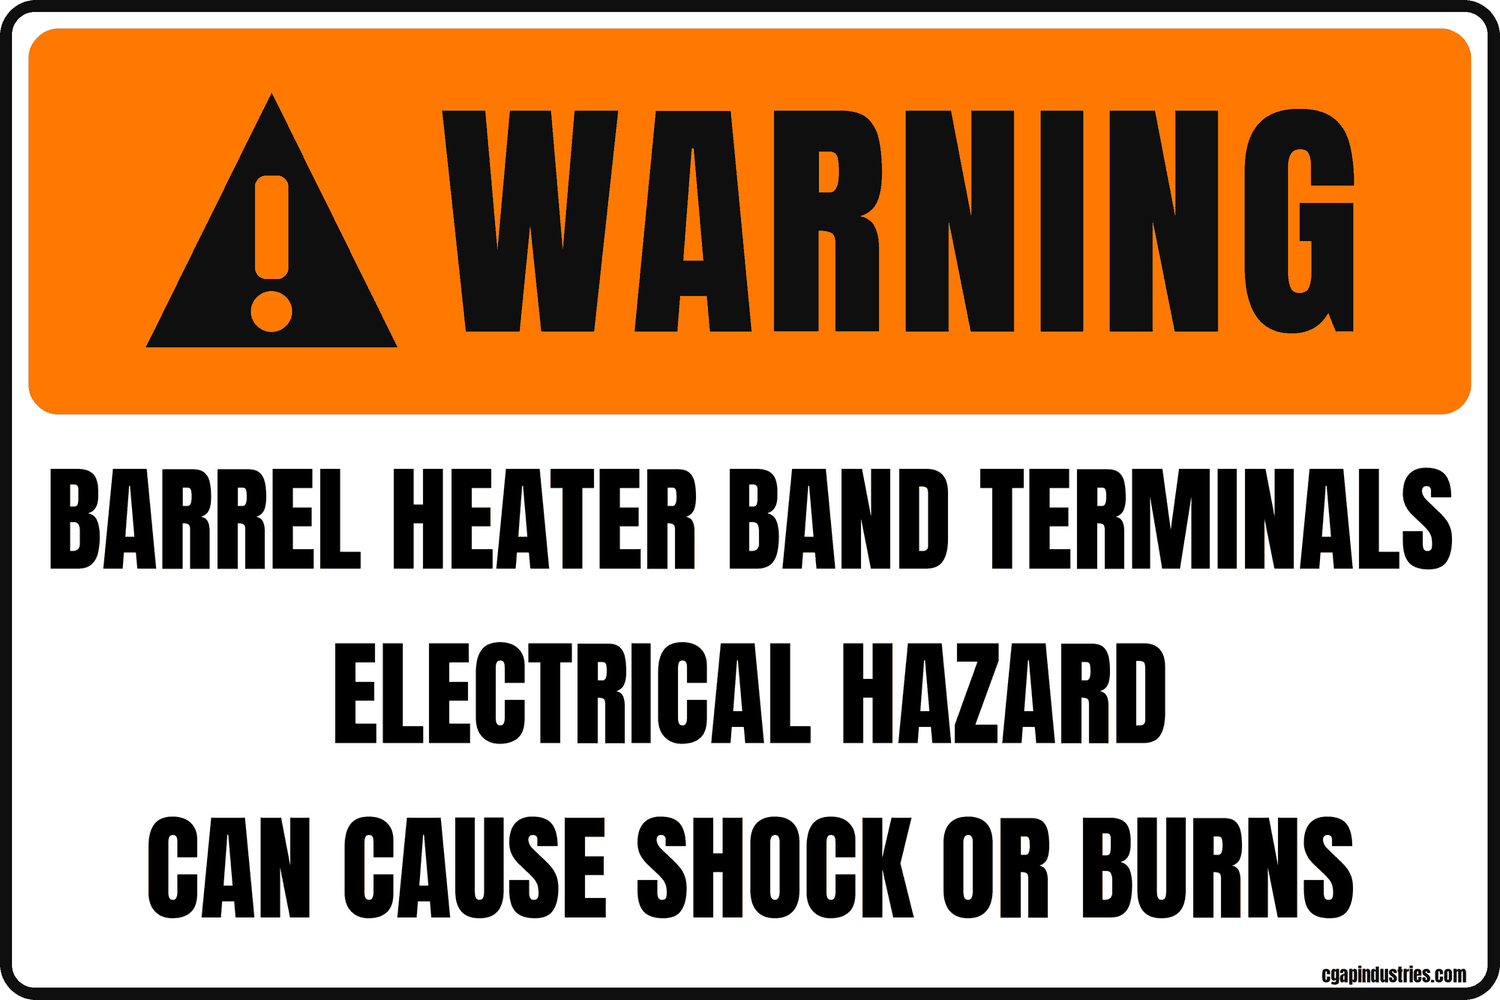 WARNING
BARREL HEATER BAND TERMINALS
ELECTRICAL HAZARD
CAN CAUSE SHOCK OR BURNS
cgapindustries.com